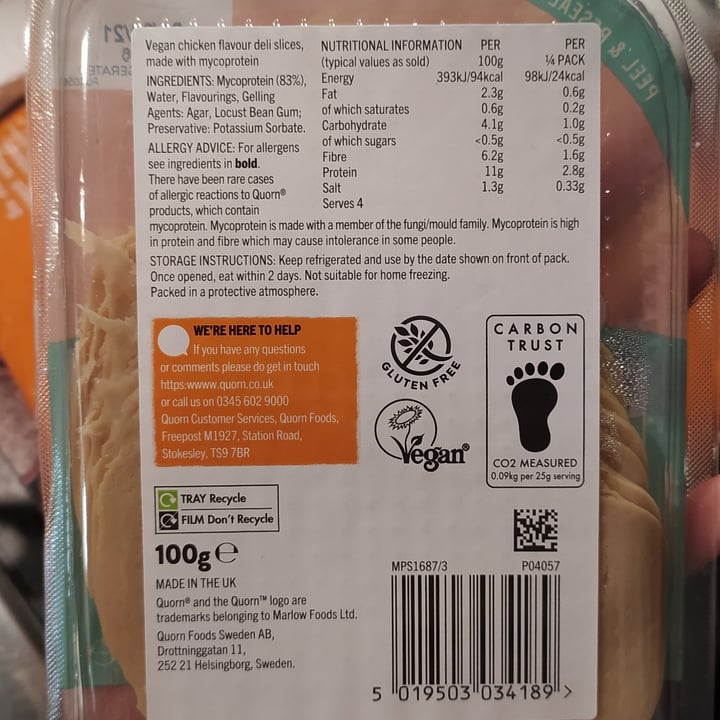 PEEL & RESEAL
Vegan chicken flavour deli slices,
made with mycoprotein
INGREDIENTS: Mycoprotein (83%),
Water, Flavourings, Gelling
Agents: Agar, Locust Bean Gum;
Preservative: Potassium Sorbate.
ALLERGY ADVICE: For allergens
see ingredients in bold.
There have been rare cases
of allergic reactions to Quorn®
products, which contain
mycoprotein. Mycoprotein is made with a member of the fungi/mould family. Mycoprotein is high
in protein and fibre which may cause intolerance in some people.
NUTRITIONAL INFORMATION PER PER
(typical values as sold) 100g ¼ PACK
Energy 393kJ/94kcal 98kJ/24kcal
Fat 2.3g 0.6g
of which saturates 0.6g 0.2g
Carbohydrate 4.1g 1.0g
of which sugars <0.5g <0.5g
Fibre 6.2g 1.6g
Protein 11g 2.8g
Salt 1.3g 0.33g
Serves 4
STORAGE INSTRUCTIONS: Keep refrigerated and use by the date shown on front of pack.
Once opened, eat within 2 days. Not suitable for home freezing.
Packed in a protective atmosphere.
WE'RE HERE TO HELP
If you have any questions
or comments please do get in touch
https:wwww.quorn.co.uk
or call us on 0345 602 9000
Quorn Customer Services, Quorn Foods,
Freepost M1927, Station Road,
Stokesley, TS9 7BR
GLUTEN FREE
Vegan®
CARBON
TRUST
CO2 MEASURED
0.09kg per 25g serving
TRAY Recycle
FILM Don't Recycle
100g ℮
MADE IN THE UK
Quorn® and the Quorn™ logo are
trademarks belonging to Marlow Foods Ltd.
Quorn Foods Sweden AB,
Drottninggatan 11,
252 21 Helsingborg, Sweden.
MPS1687/3 P04057
5 019503 034189 >